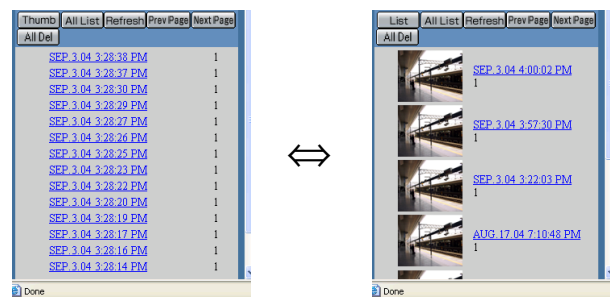 Thumb All List Refresh Prev Page Next Page
All Del
SEP.3.04 3:28:38 PM 1
SEP.3.04 3:28:37 PM 1
SEP.3.04 3:28:30 PM 1
SEP.3.04 3:28:29 PM 1
SEP.3.04 3:28:27 PM 1
SEP.3.04 3:28:26 PM 1
SEP.3.04 3:28:25 PM 1
SEP.3.04 3:28:23 PM 1
SEP.3.04 3:28:22 PM 1
SEP.3.04 3:28:20 PM 1
SEP.3.04 3:28:19 PM 1
SEP.3.04 3:28:17 PM 1
SEP.3.04 3:28:16 PM 1
SEP.3.04 3:28:14 PM 1
Done
List All List Refresh Prev Page Next Page
All Del
SEP.3.04 4:00:02 PM
1
SEP.3.04 3:57:30 PM
1
SEP.3.04 3:22:03 PM
1
AUG.17.04 7:10:48 PM
1
Done